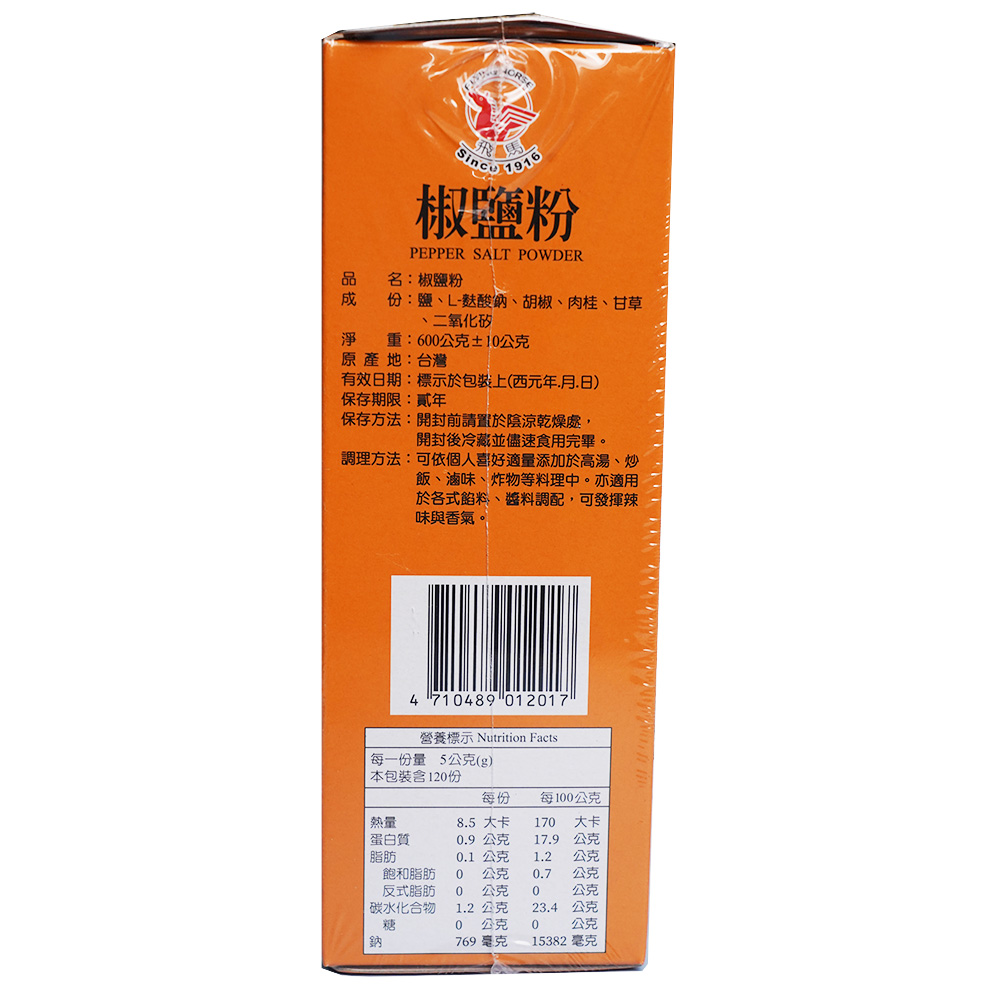 FLYING HORSE
飛馬
Since 1916
椒鹽粉
PEPPER SALT POWDER
品名：椒鹽粉
成份：鹽、L-麩酸鈉、胡椒、肉桂、甘草
、二氧化矽
淨重：600公克±10公克
原產地：台灣
有效日期：標示於包裝上(西元年.月.日)
保存期限：貳年
保存方法：開封前請置於陰涼乾燥處，
開封後冷藏並儘速食用完畢。
調理方法：可依個人喜好適量添加於高湯、炒
飯、滷味、炸物等料理中。亦適用
於各式餡料、醬料調配，可發揮辣
味與香氣。
4 710489 012017
營養標示 Nutrition Facts
每一份量 5公克(g)
本包裝含120份
每份 每100公克
熱量 8.5 大卡 170 大卡
蛋白質 0.9 公克 17.9 公克
脂肪 0.1 公克 1.2 公克
飽和脂肪 0 公克 0.7 公克
反式脂肪 0 公克 0 公克
碳水化合物 1.2 公克 23.4 公克
糖 0 公克 0 公克
鈉 769 毫克 15382 毫克